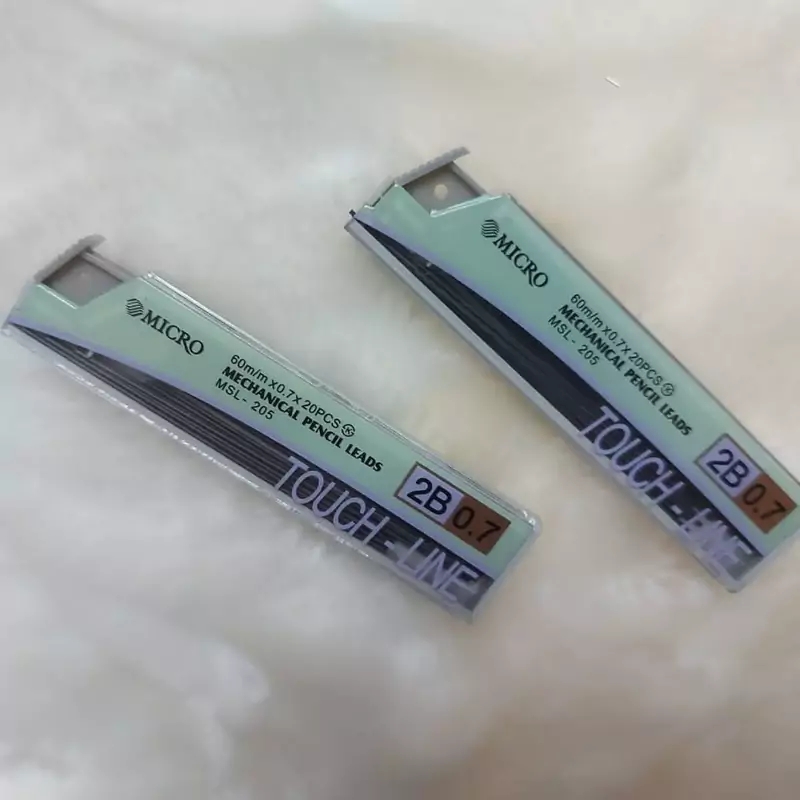 MICRO
60m/m x0.7x 20PCS
MECHANICAL PENCIL LEADS
MSL- 205
2B 0.7
TOUCH - LINE
MICRO
60m/m x0.7x 20PCS
MECHANICAL PENCIL LEADS
MSL- 205
2B 0.7
TOUCH - LINE